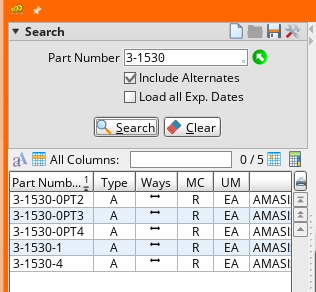 Search
Part Number 3-1530
Include Alternates
Load all Exp. Dates
Search Clear
All Columns: 0 / 5
Part Numb... 1 Type Ways MC UM
3-1530-0PT2 A R EA AMASI
3-1530-0PT3 A R EA AMASI
3-1530-0PT4 A R EA AMASI
3-1530-1 A R EA AMASI
3-1530-4 A R EA AMASI